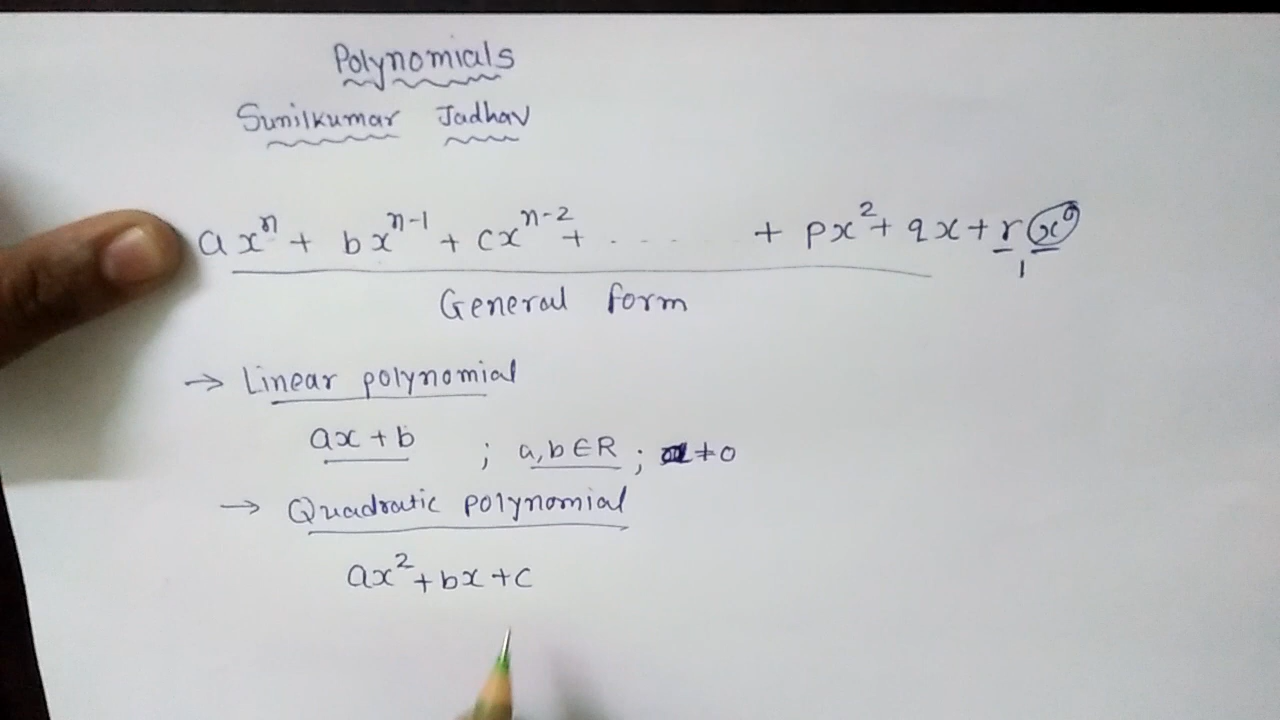 Polynomials
Sunilkumar Jadhav
ax^n + bx^(n-1) + cx^(n-2) + . . . . + px^2 + qx + rx^0
1
General form
→ Linear polynomial
ax + b ; a, b ∈ R ; a ≠ 0
→ Quadratic polynomial
ax^2 + bx + c